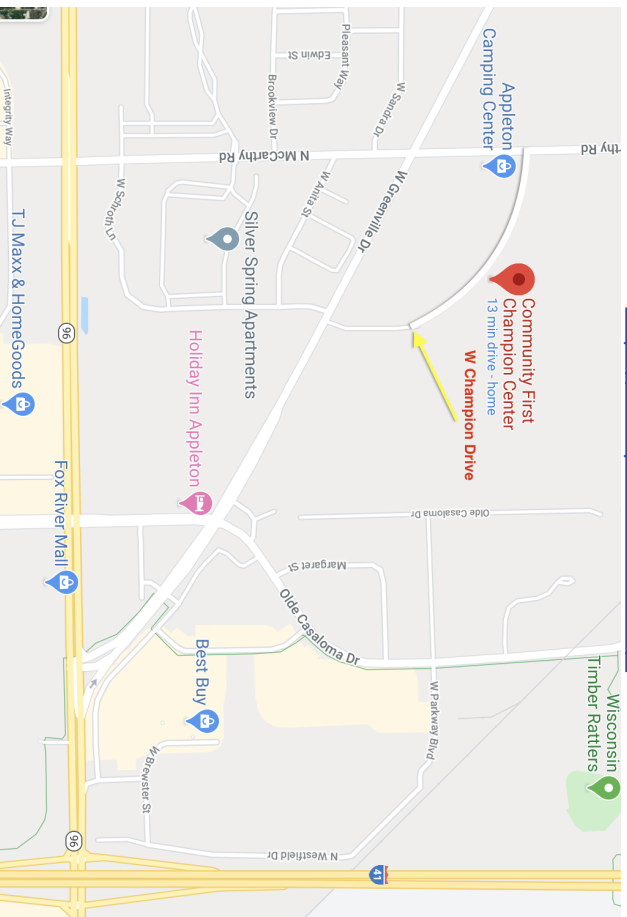 Wisconsin
Timber Rattlers
thy Rd
Appleton
Camping Center
Community First
Champion Center
13 min drive - home
W Champion Drive
Olde Casaloma Dr
W Parkway Blvd
41
W Sandra Dr
W Greenville Dr
Pleasant Way
Edwin St
Brookview Dr
N McCarthy Rd
W Anita St
Silver Spring Apartments
Margaret St
Olde Casaloma Dr
N Westfield Dr
Holiday Inn Appleton
Best Buy
W Brewster St
W Schroth Ln
96
Fox River Mall
96
Integrity Way
TJ Maxx & HomeGoods